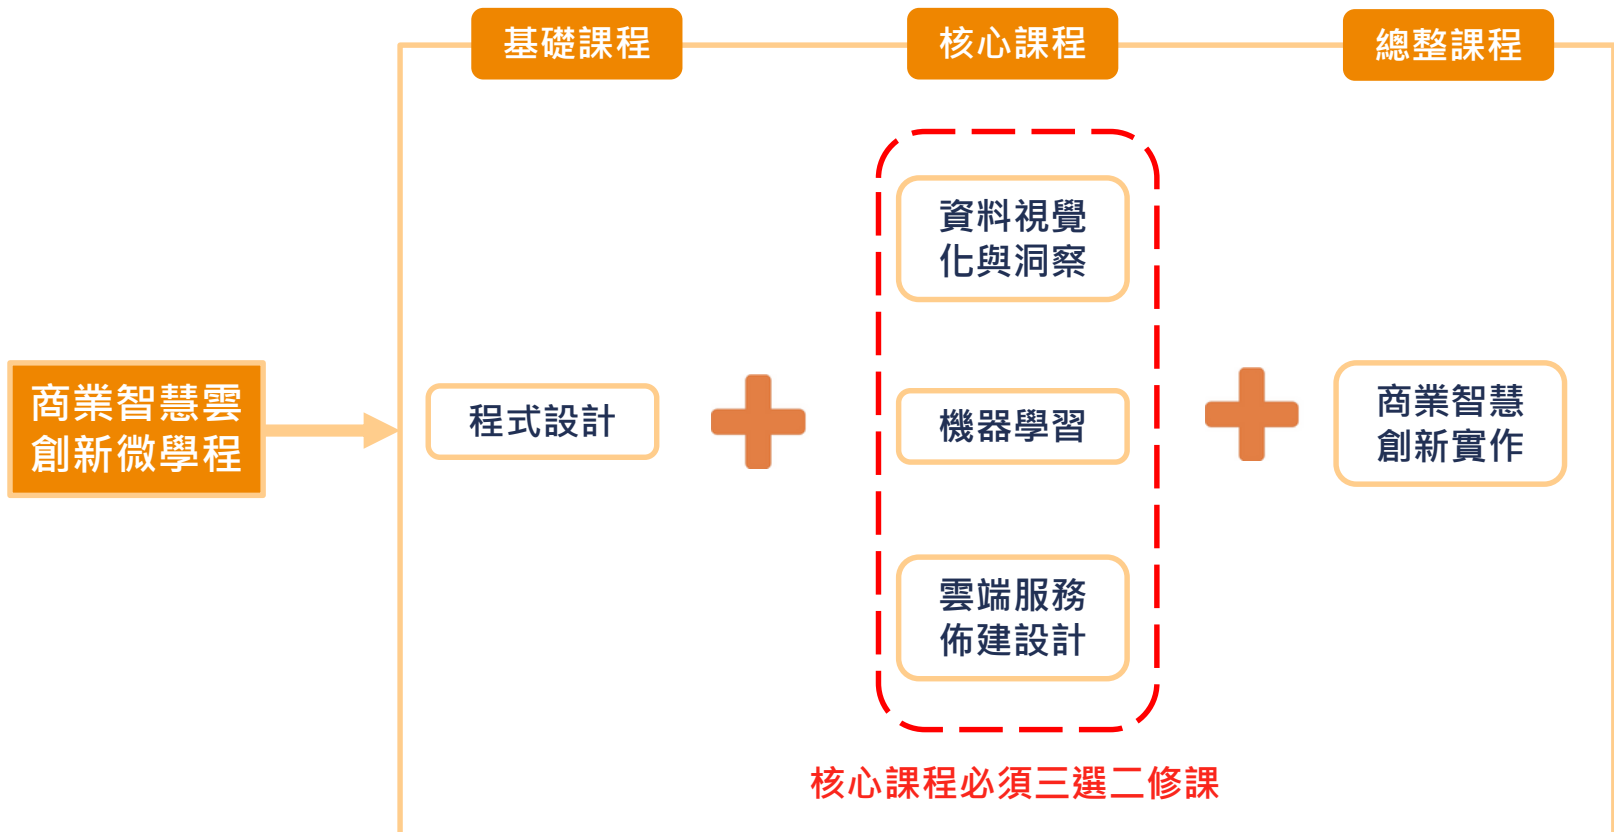 基礎課程
核心課程
總整課程
資料視覺
化與洞察
商業智慧雲
創新微學程
程式設計
機器學習
商業智慧
創新實作
雲端服務
佈建設計
核心課程必須三選二修課